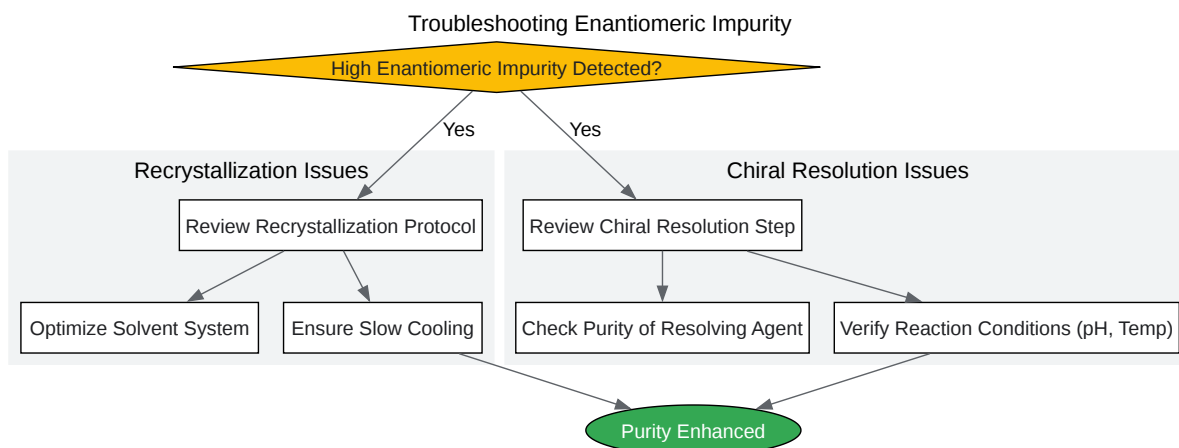 Troubleshooting Enantiomeric Impurity
High Enantiomeric Impurity Detected?
Yes
Yes
Recrystallization Issues
Chiral Resolution Issues
Review Recrystallization Protocol
Review Chiral Resolution Step
Optimize Solvent System
Ensure Slow Cooling
Check Purity of Resolving Agent
Verify Reaction Conditions (pH, Temp)
Purity Enhanced